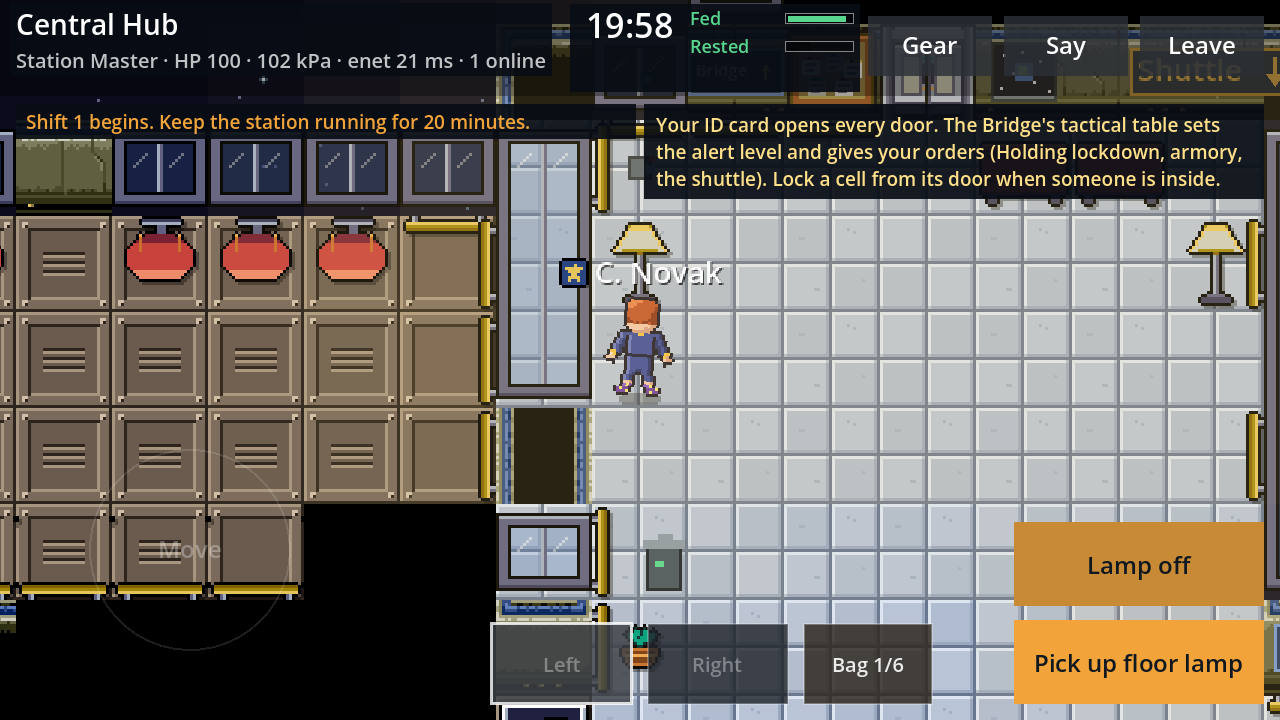 Central Hub
Station Master · HP 100 · 102 kPa · enet 21 ms · 1 online
19:58
Fed
Rested
Bridge
Gear
Say
Leave
Shuttle
Shift 1 begins. Keep the station running for 20 minutes.
Your ID card opens every door. The Bridge's tactical table sets
the alert level and gives your orders (Holding lockdown, armory,
the shuttle). Lock a cell from its door when someone is inside.
C. Novak
Move
Lamp off
Left
Right
Bag 1/6
Pick up floor lamp